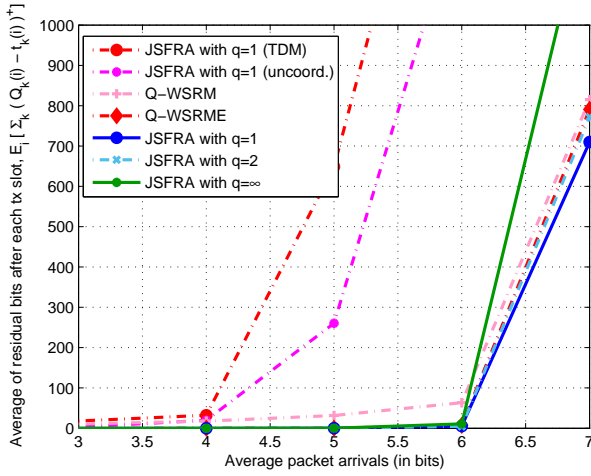 Average of residual bits after each tx slot, E_i [ Σ_k ( Q_k(i) − t_k(i) )^+]
1000
900
800
700
600
500
400
300
200
100
0
JSFRA with q=1 (TDM)
JSFRA with q=1 (uncoord.)
Q−WSRM
Q−WSRME
JSFRA with q=1
JSFRA with q=2
JSFRA with q=∞
3 3.5 4 4.5 5 5.5 6 6.5 7
Average packet arrivals (in bits)